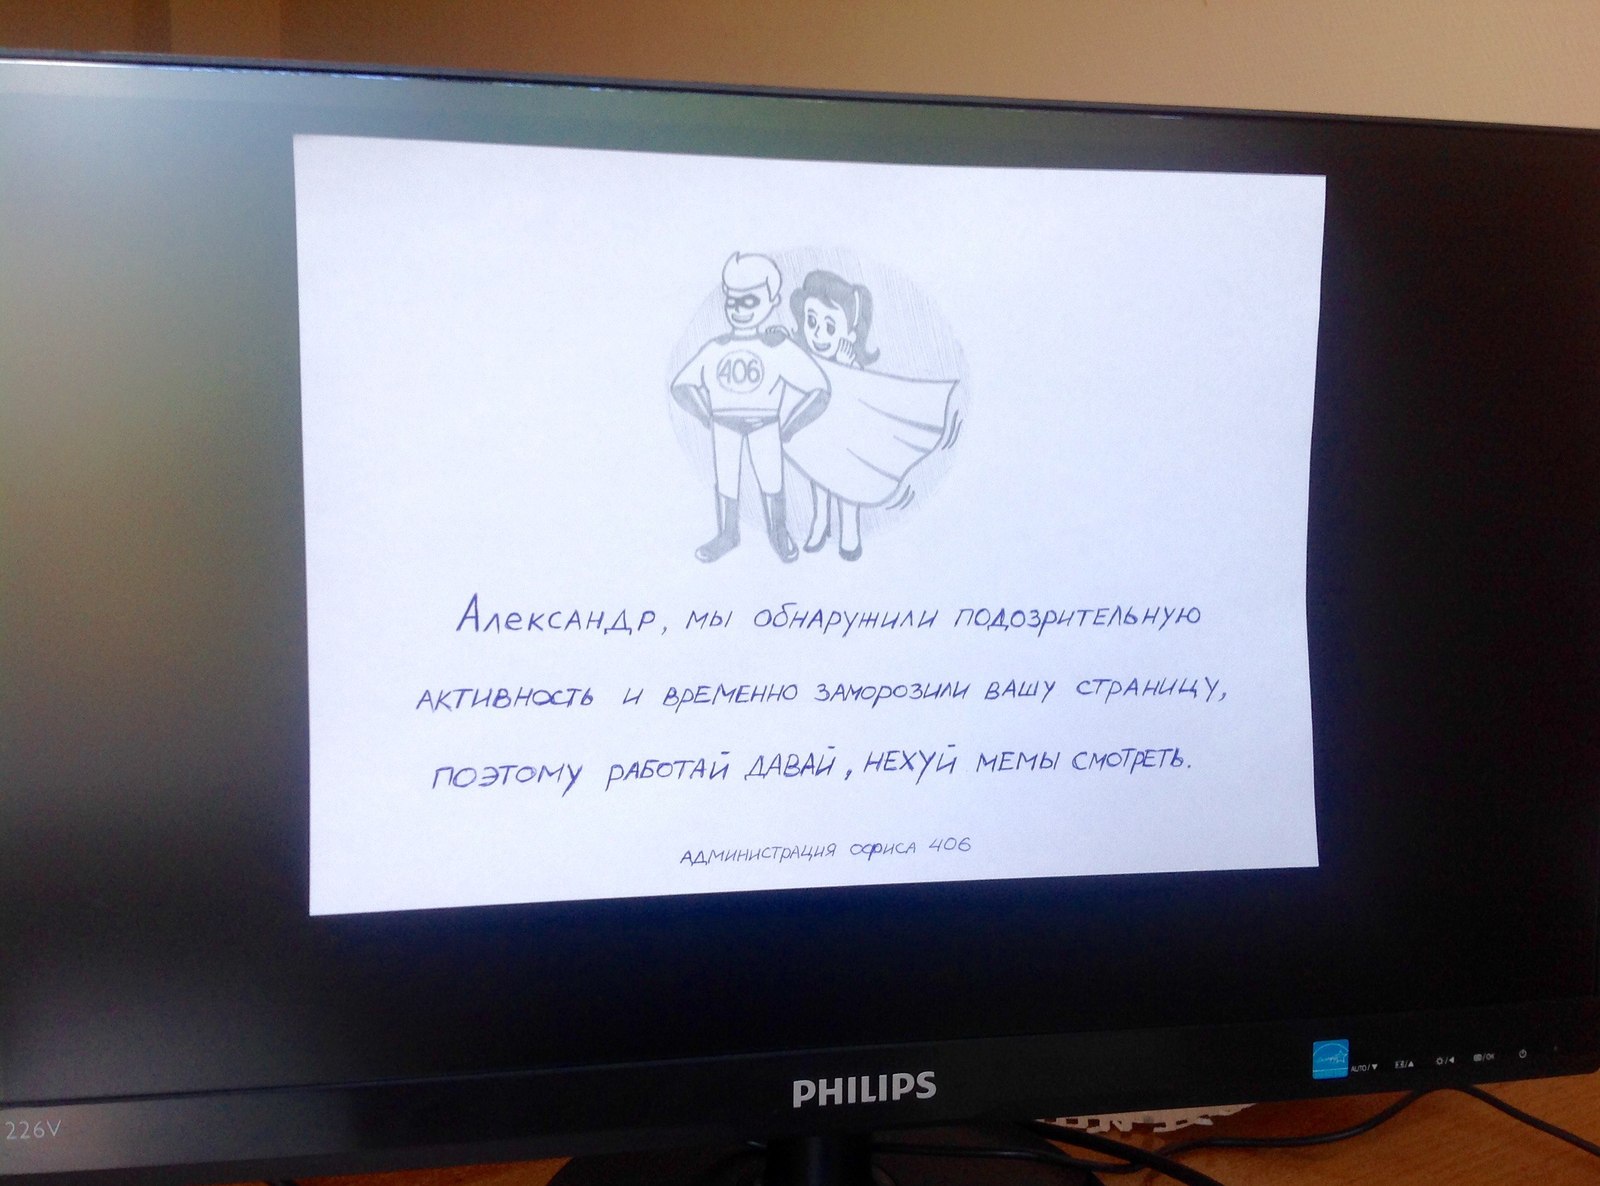 406
Александр, мы обнаружили подозрительную
активность и временно заморозили вашу страницу,
поэтому работай давай, нехуй мемы смотреть.
администрация офиса 406
PHILIPS
226V
AUTO/▼